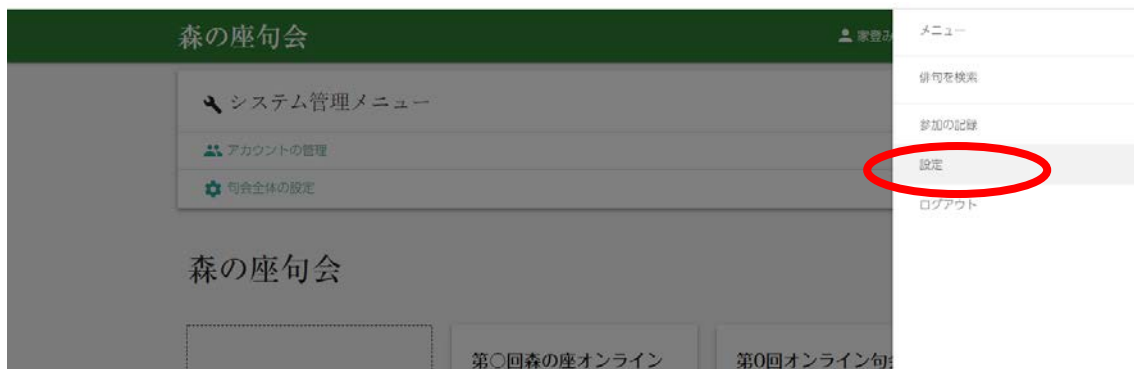 森の座句会
家登み
システム管理メニュー
アカウントの管理
句会全体の設定
森の座句会
第〇回森の座オンライン
第0回オンライン句
メニュー
俳句を検索
参加の記録
設定
ログアウト